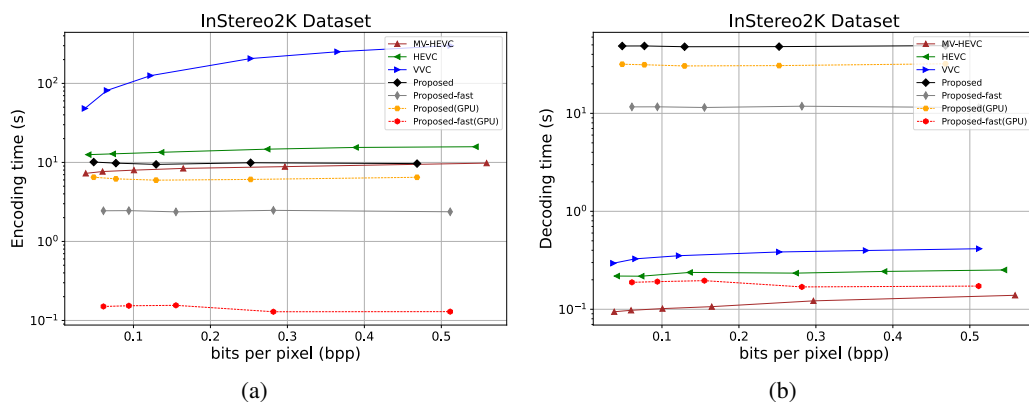 InStereo2K Dataset
Encoding time (s)
10²
10¹
10⁰
10⁻¹
MV-HEVC
HEVC
VVC
Proposed
Proposed-fast
Proposed(GPU)
Proposed-fast(GPU)
0.1 0.2 0.3 0.4 0.5
bits per pixel (bpp)
(a)
InStereo2K Dataset
Decoding time (s)
10¹
10⁰
10⁻¹
MV-HEVC
HEVC
VVC
Proposed
Proposed-fast
Proposed(GPU)
Proposed-fast(GPU)
0.1 0.2 0.3 0.4 0.5
bits per pixel (bpp)
(b)